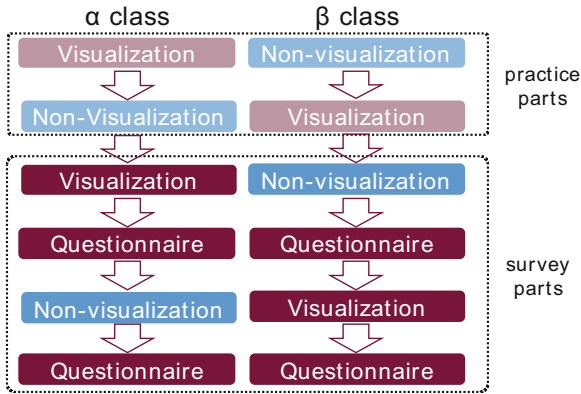 α class β class
Visualization Non-visualization
practice
parts
Non-Visualization Visualization
Visualization Non-visualization
Questionnaire Questionnaire
survey
parts
Non-visualization Visualization
Questionnaire Questionnaire